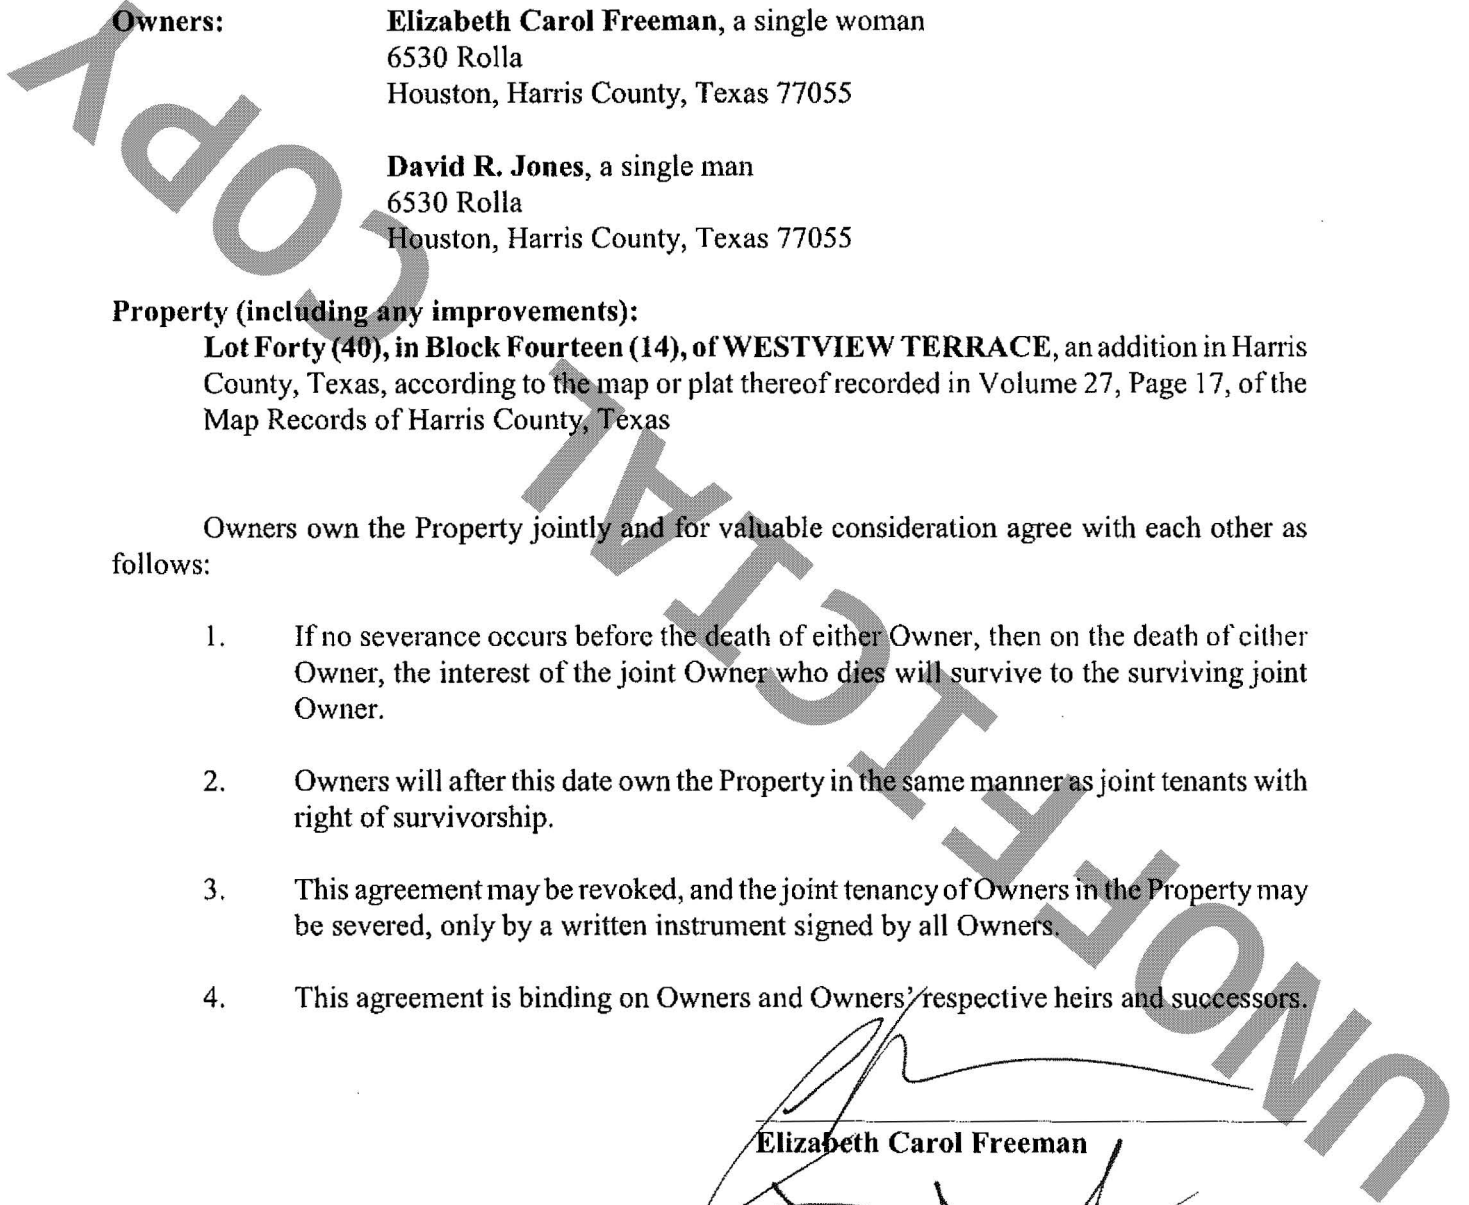 Owners: Elizabeth Carol Freeman, a single woman
6530 Rolla
Houston, Harris County, Texas 77055
David R. Jones, a single man
6530 Rolla
Houston, Harris County, Texas 77055
Property (including any improvements):
Lot Forty (40), in Block Fourteen (14), of WESTVIEW TERRACE, an addition in Harris
County, Texas, according to the map or plat thereof recorded in Volume 27, Page 17, of the
Map Records of Harris County, Texas
Owners own the Property jointly and for valuable consideration agree with each other as
follows:
1. If no severance occurs before the death of either Owner, then on the death of either
Owner, the interest of the joint Owner who dies will survive to the surviving joint
Owner.
2. Owners will after this date own the Property in the same manner as joint tenants with
right of survivorship.
3. This agreement may be revoked, and the joint tenancy of Owners in the Property may
be severed, only by a written instrument signed by all Owners.
4. This agreement is binding on Owners and Owners' respective heirs and successors.
Elizabeth Carol Freeman
UNOFFICIAL COPY